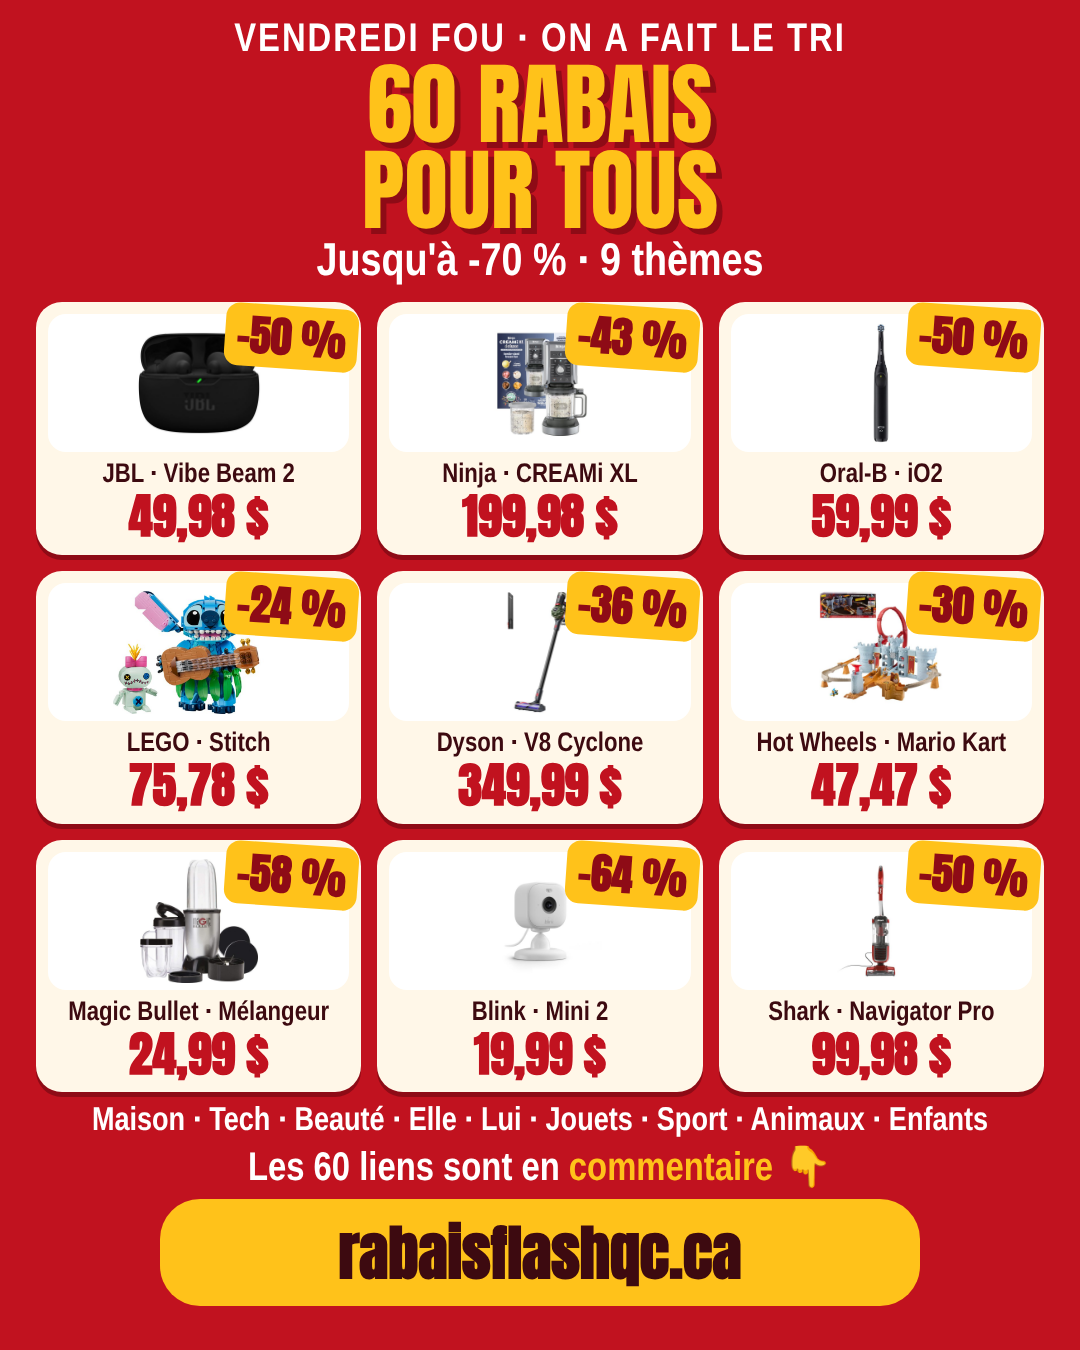 VENDREDI FOU · ON A FAIT LE TRI
60 RABAIS
POUR TOUS
Jusqu'à -70 % · 9 thèmes
-50 %
JBL
JBL · Vibe Beam 2
49,98 $
-43 %
Ninja · CREAMi XL
199,98 $
-50 %
Oral-B · iO2
59,99 $
-24 %
LEGO · Stitch
75,78 $
-36 %
Dyson · V8 Cyclone
349,99 $
-30 %
Hot Wheels · Mario Kart
47,47 $
-58 %
Magic Bullet · Mélangeur
24,99 $
-64 %
Blink · Mini 2
19,99 $
-50 %
Shark · Navigator Pro
99,98 $
Maison · Tech · Beauté · Elle · Lui · Jouets · Sport · Animaux · Enfants
Les 60 liens sont en commentaire 👇
rabaisflashqc.ca